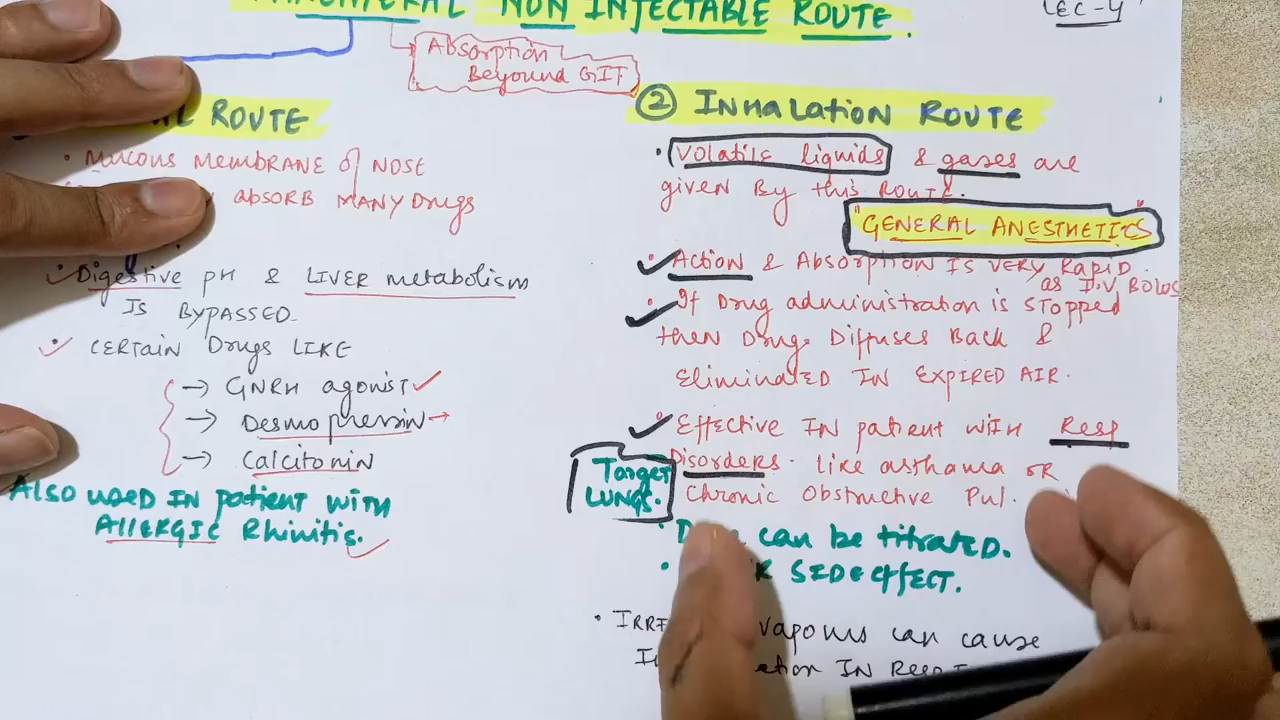 NON INJECTABLE ROUTE.
LEC-4
Absorption
Beyound GIT
ROUTE
• Mucous MEMBRANE of NOSE
absorb MANY Drugs
Digestive pH & LIVER metabolism
IS BYPASSED
CERTAIN Drugs LIKE
→ GNRH agonist
→ Desmopressin →
→ Calcitonin
Also used IN patient with
ALLERGIC Rhinitis.
② INHALATION ROUTE
• Volatile liquids & gases are
given By this ROUTE.
"GENERAL ANESTHETICS"
• Action & Absorption IS VERY Rapid.
as I.V BOLUS
• If Drug administration is stopped
then Drug Diffuses Back &
Eliminated IN EXPIRED AIR.
• Effective IN patient with Resp
Disorders. like asthama OR
Chronic Obstructive Pul.
Target
LUNGS.
• can be titrated.
• SIDE effect.
• vapours can cause
IN